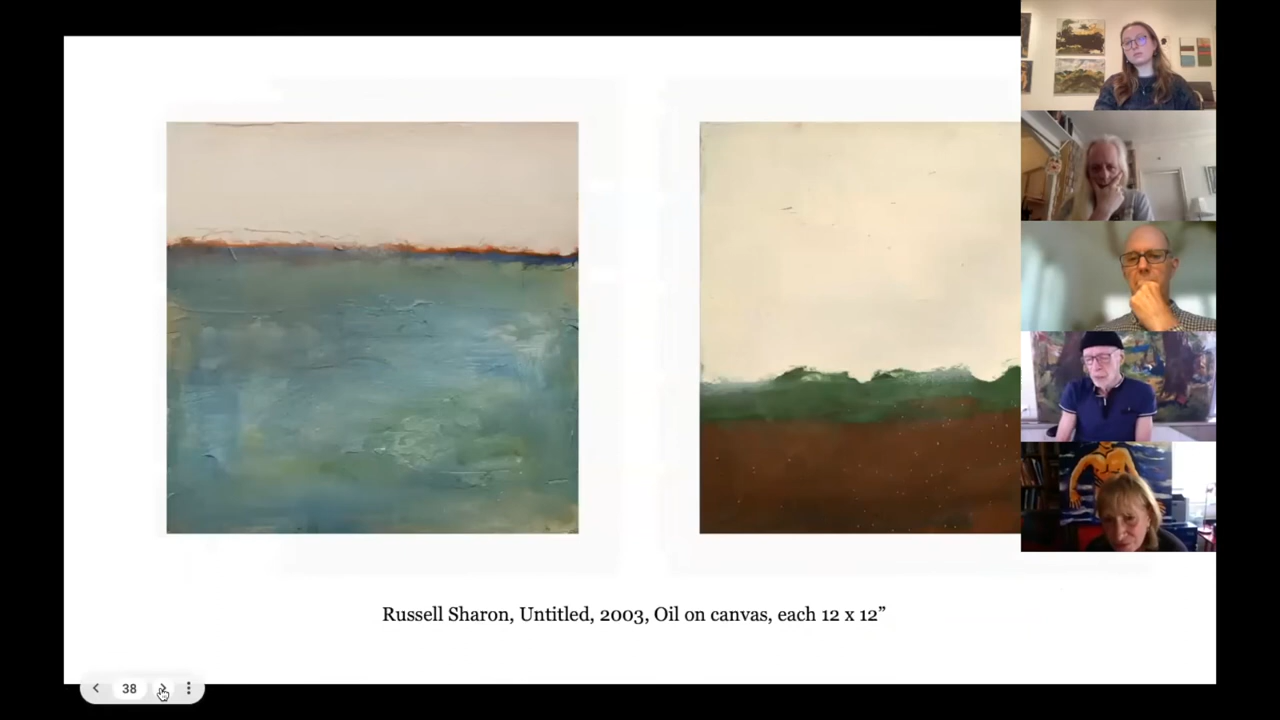 Russell Sharon, Untitled, 2003, Oil on canvas, each 12 x 12”
38